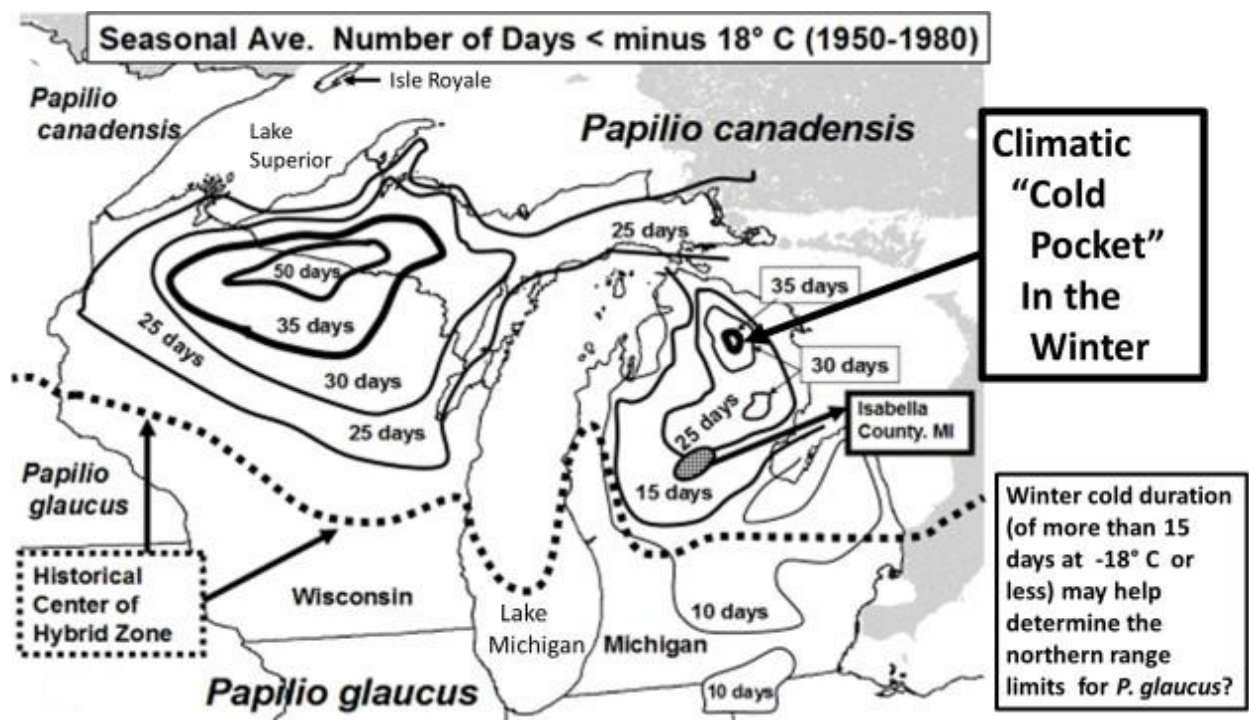 Seasonal Ave. Number of Days < minus 18° C (1950-1980)
Isle Royale
Papilio
canadensis
Lake
Superior
Papilio canadensis
Climatic
"Cold
Pocket"
In the
Winter
25 days
50 days
35 days
35 days
25 days
30 days
30 days
25 days
25 days
Isabella
County. MI
15 days
Papilio
glaucus
Winter cold duration
(of more than 15
days at -18° C or
less) may help
determine the
northern range
limits for P. glaucus?
Historical
Center of
Hybrid Zone
Wisconsin
Lake
Michigan
Michigan
10 days
Papilio glaucus
10 days